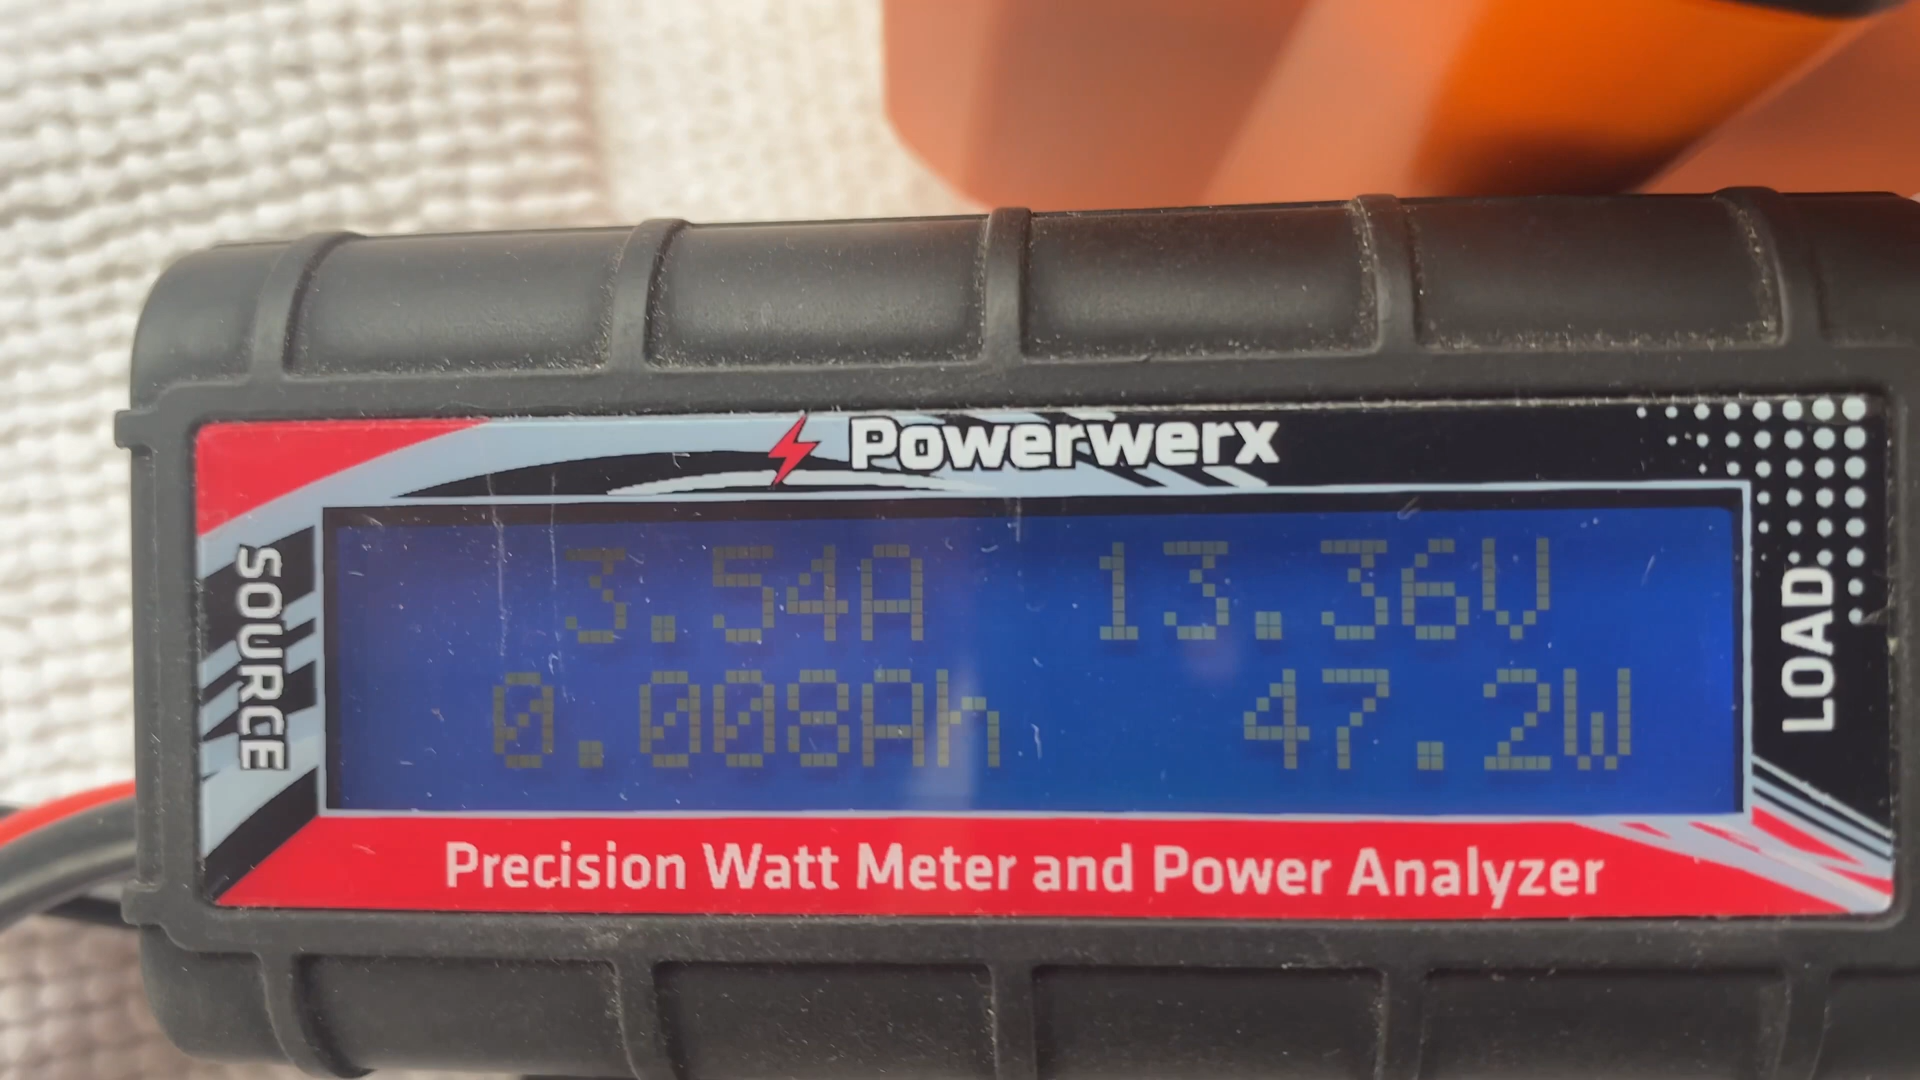 Powerwerx
SOURCE
3.54A 13.36V
0.008Ah 47.2W
LOAD
Precision Watt Meter and Power Analyzer